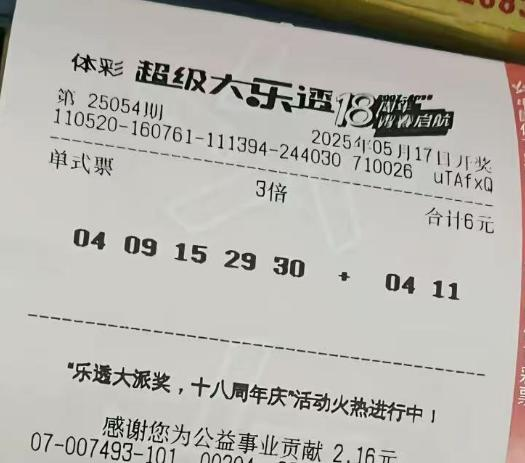 体彩 超级大乐透 18周年
第 25054期 2025年05月17日开奖
110520-160761-111394-244030 710026 uTAfxQ
单式票 3倍 合计6元
04 09 15 29 30 + 04 11
"乐透大派奖，十八周年庆"活动火热进行中！
感谢您为公益事业贡献 2.16元
07-007493-101